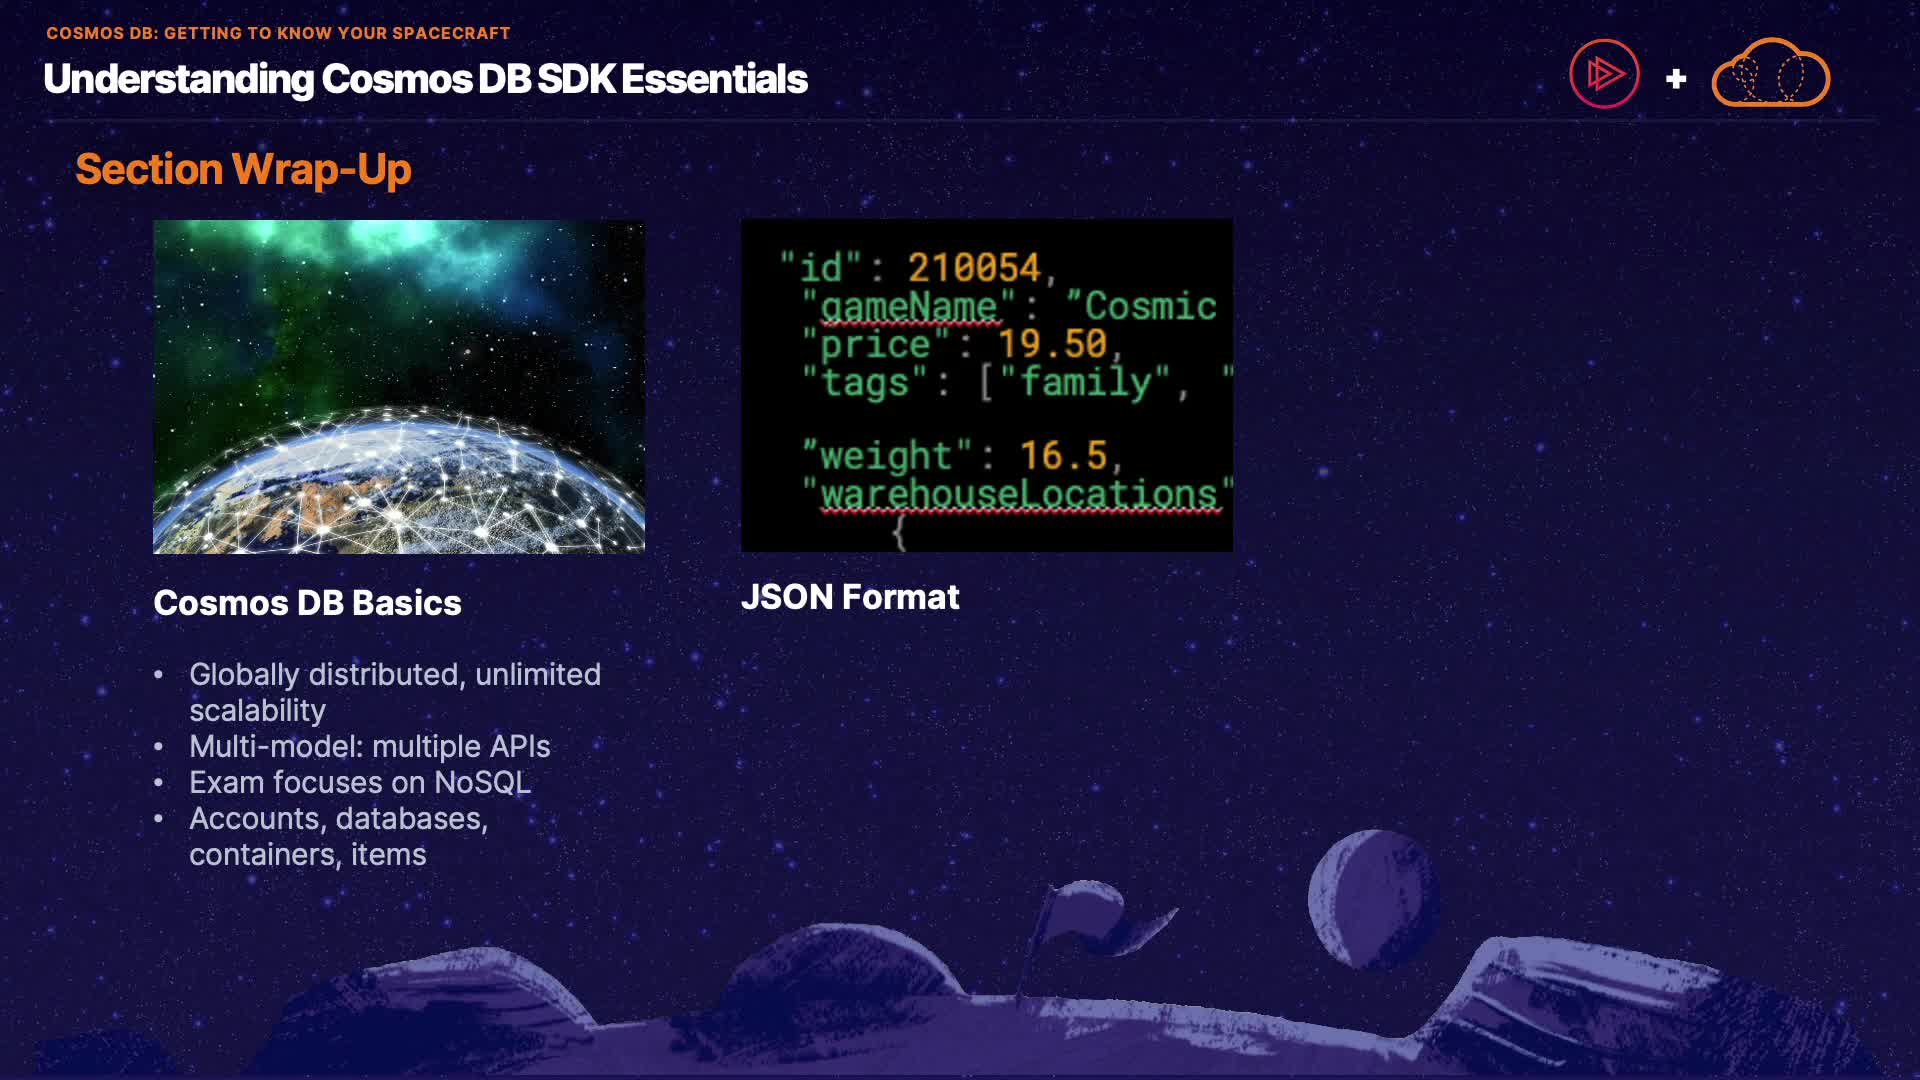 COSMOS DB: GETTING TO KNOW YOUR SPACECRAFT
Understanding Cosmos DB SDK Essentials
Section Wrap-Up
"id": 210054,
"gameName": ”Cosmic
"price": 19.50,
"tags": ["family", "
”weight": 16.5,
"warehouseLocations"
{
Cosmos DB Basics
JSON Format
• Globally distributed, unlimited
scalability
• Multi-model: multiple APIs
• Exam focuses on NoSQL
• Accounts, databases,
containers, items